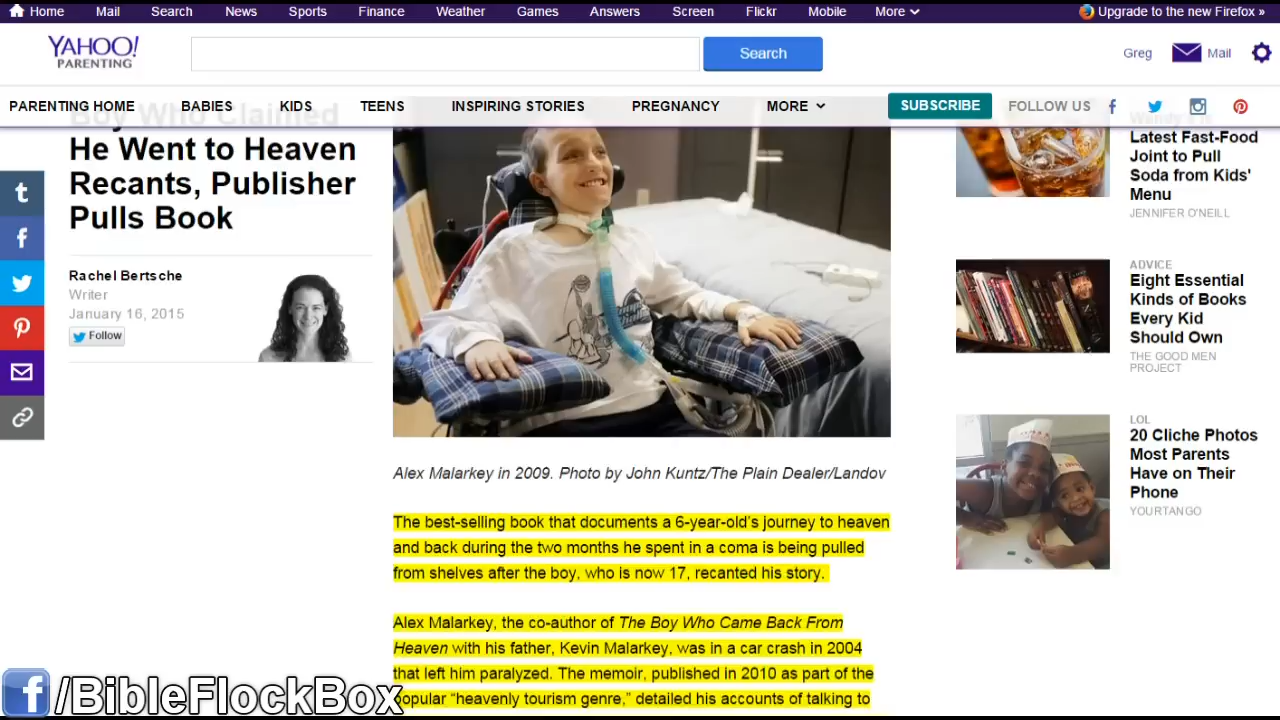 Home Mail Search News Sports Finance Weather Games Answers Screen Flickr Mobile More Upgrade to the new Firefox »
YAHOO!
PARENTING
Search
Greg Mail
PARENTING HOME BABIES KIDS TEENS INSPIRING STORIES PREGNANCY MORE SUBSCRIBE FOLLOW US
Boy Who Claimed
He Went to Heaven
Recants, Publisher
Pulls Book
Rachel Bertsche
Writer
January 16, 2015
Follow
Alex Malarkey in 2009. Photo by John Kuntz/The Plain Dealer/Landov
The best-selling book that documents a 6-year-old's journey to heaven
and back during the two months he spent in a coma is being pulled
from shelves after the boy, who is now 17, recanted his story.
Alex Malarkey, the co-author of The Boy Who Came Back From
Heaven with his father, Kevin Malarkey, was in a car crash in 2004
that left him paralyzed. The memoir, published in 2010 as part of the
popular “heavenly tourism genre,” detailed his accounts of talking to
Latest Fast-Food
Joint to Pull
Soda from Kids'
Menu
JENNIFER O'NEILL
ADVICE
Eight Essential
Kinds of Books
Every Kid
Should Own
THE GOOD MEN
PROJECT
LOL
20 Cliche Photos
Most Parents
Have on Their
Phone
YOURTANGO
/BibleFlockBox